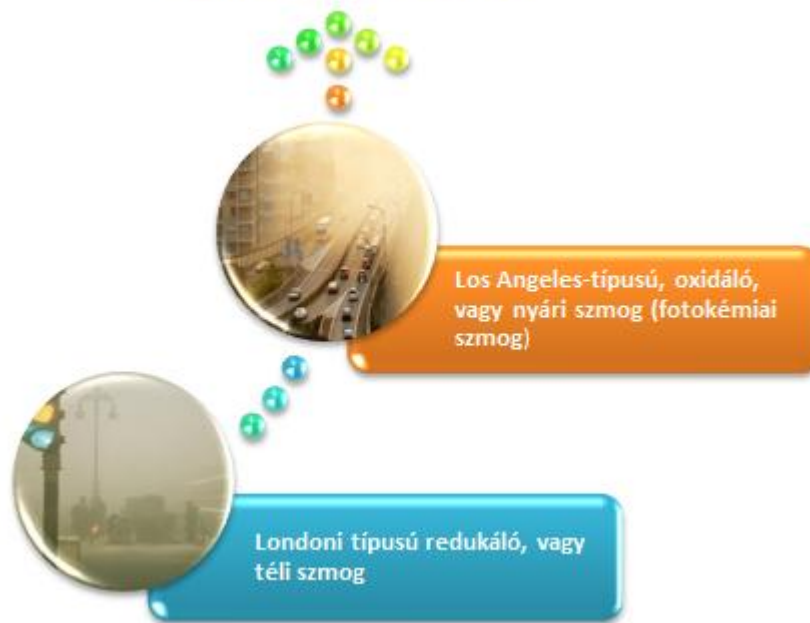 Los Angeles-típusú, oxidáló,
vagy nyári szmog (fotokémiai
szmog)
Londoni típusú redukáló, vagy
téli szmog